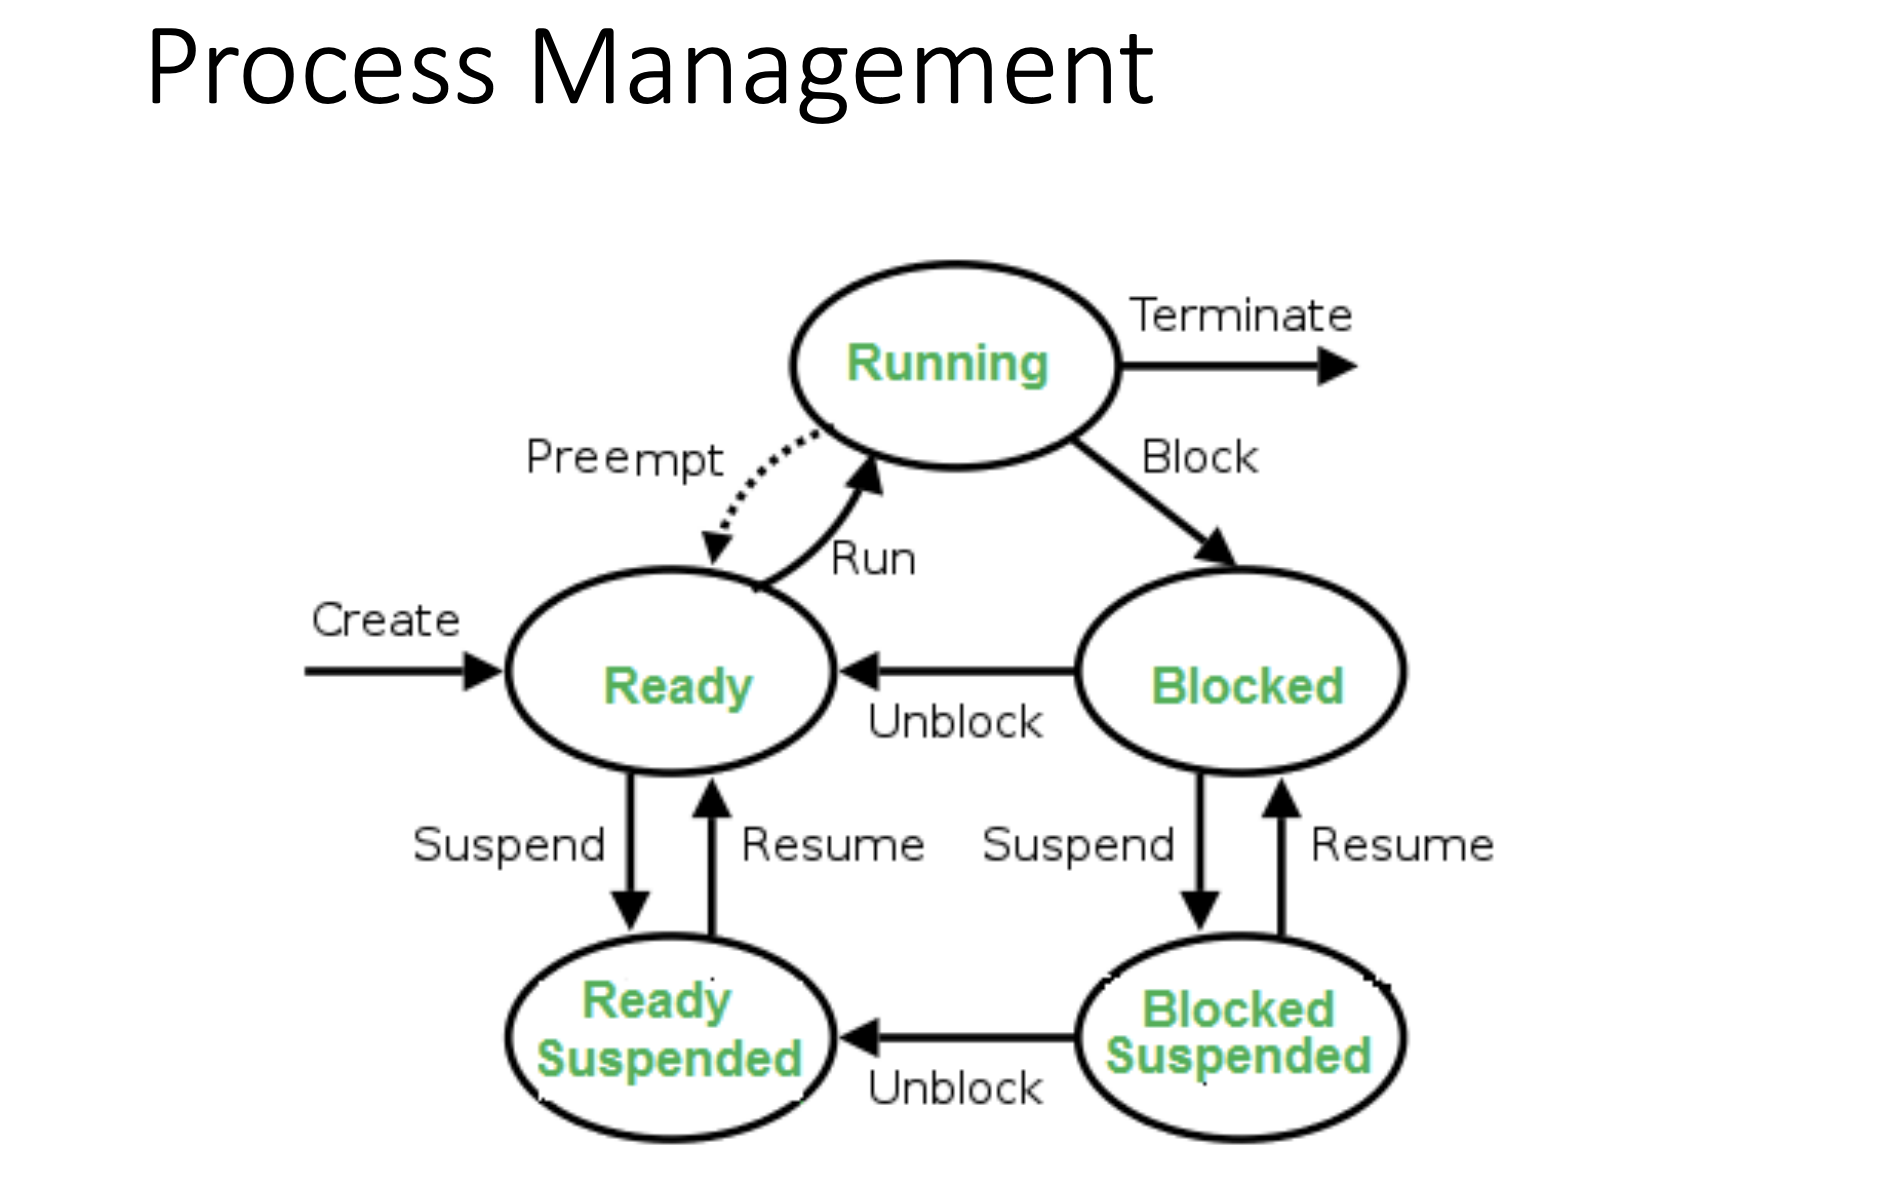 Process Management
Running
Terminate
Preempt
Block
Run
Create
Ready
Blocked
Unblock
Suspend
Resume
Suspend
Resume
Ready
Suspended
Blocked
Suspended
Unblock